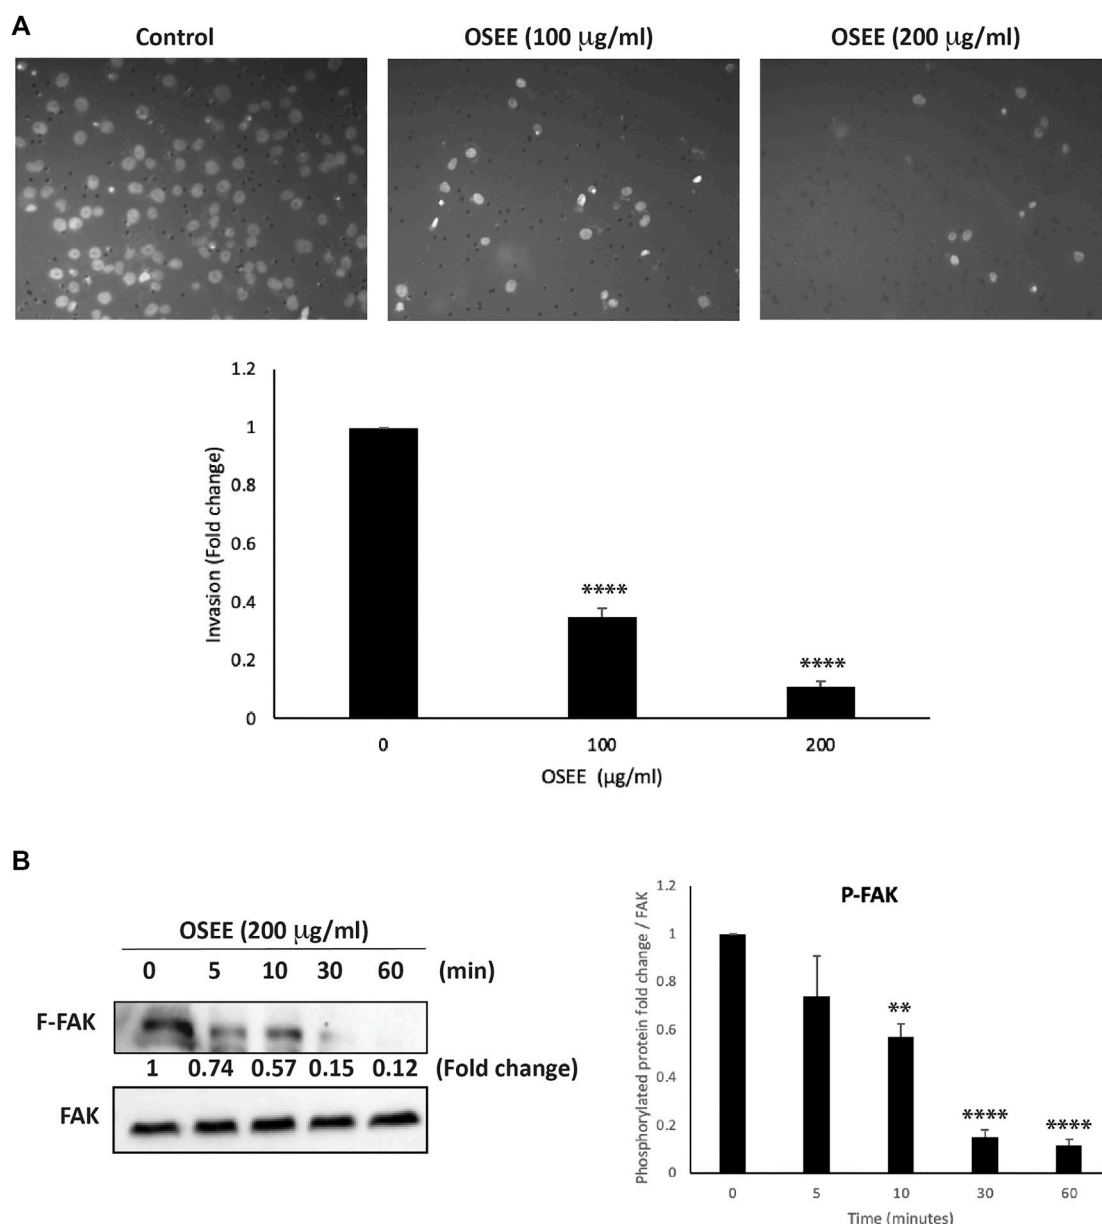 A
Control OSEE (100 µg/ml) OSEE (200 µg/ml)
1.2
1
0.8
0.6
0.4
0.2
0
Invasion (Fold change)
****
****
0 100 200
OSEE (µg/ml)
B
OSEE (200 µg/ml)
0 5 10 30 60 (min)
F-FAK
1 0.74 0.57 0.15 0.12 (Fold change)
FAK
P-FAK
Phosphorylated protein fold change / FAK
1.2
1
0.8
0.6
0.4
0.2
0
**
****
****
0 5 10 30 60
Time (minutes)